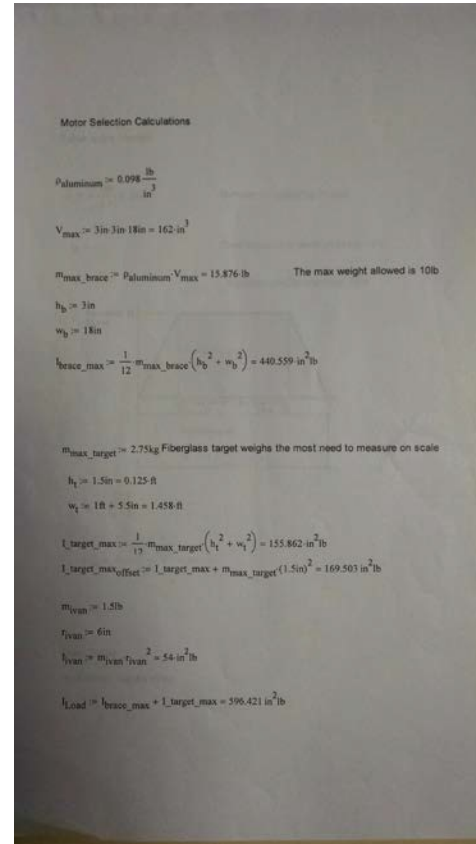 Motor Selection Calculations
ρaluminum := 0.098 lb/in³
Vmax := 3in·3in·18in = 162·in³
mmax_brace := ρaluminum·Vmax = 15.876·lb The max weight allowed is 10lb
hb := 3in
wb := 18in
Ibrace_max := 1/12·mmax_brace·(hb² + wb²) = 440.559·in²lb
mmax_target := 2.75kg Fiberglass target weighs the most need to measure on scale
ht := 1.5in = 0.125·ft
wt := 1ft + 5.5in = 1.458·ft
I_target_max := 1/12·mmax_target·(ht² + wt²) = 155.862·in²lb
I_target_maxoffset := I_target_max + mmax_target·(1.5in)² = 169.503 in²lb
mivan := 1.5lb
rivan := 6in
Iivan := mivan·rivan² = 54·in²lb
ILoad := Ibrace_max + I_target_max = 596.421 in²lb